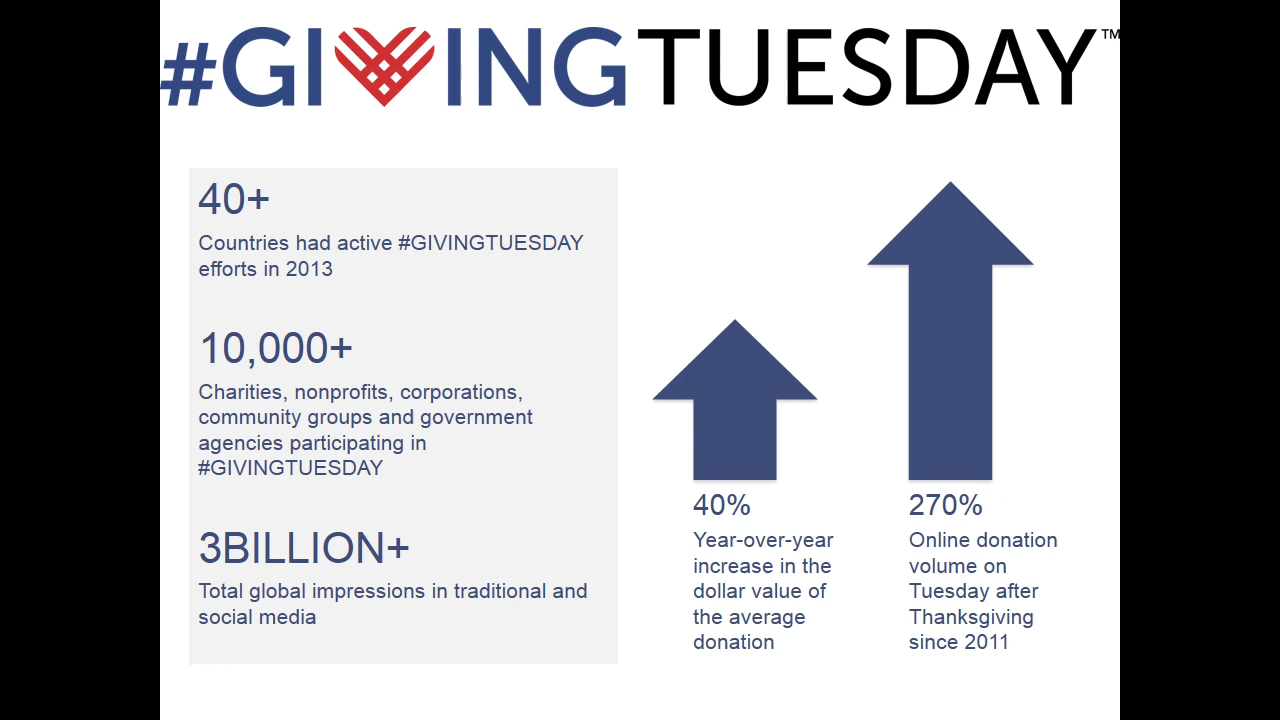 #GIVINGTUESDAY™
40+
Countries had active #GIVINGTUESDAY
efforts in 2013
10,000+
Charities, nonprofits, corporations,
community groups and government
agencies participating in
#GIVINGTUESDAY
3BILLION+
Total global impressions in traditional and
social media
40%
Year-over-year
increase in the
dollar value of
the average
donation
270%
Online donation
volume on
Tuesday after
Thanksgiving
since 2011